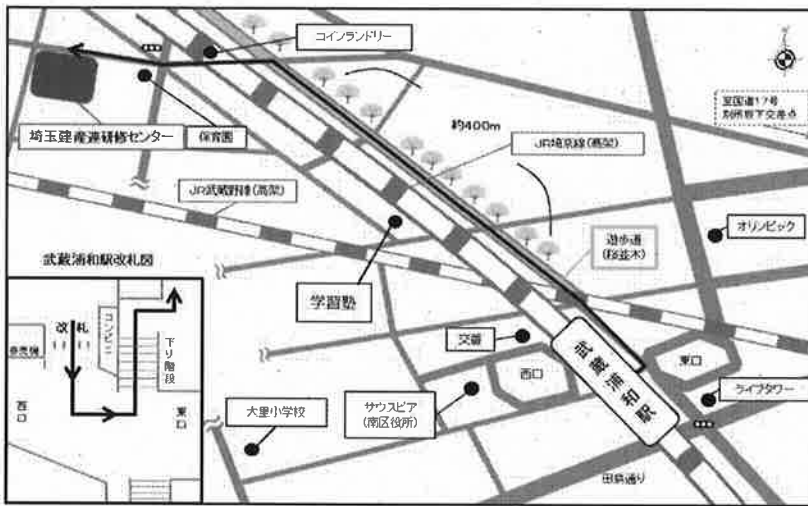 コインランドリー
至国道17号
別所坂下交差点
約400m
埼玉建産連研修センター
保育園
JR埼京線(高架)
JR武蔵野線(高架)
オリンピック
遊歩道
(桜並木)
武蔵浦和駅改札図
学習塾
改札
コンビニ
券売機
下り階段
西口
東口
交番
武蔵浦和駅
東口
西口
サウスピア
(南区役所)
ライブタワー
大里小学校
田島通り